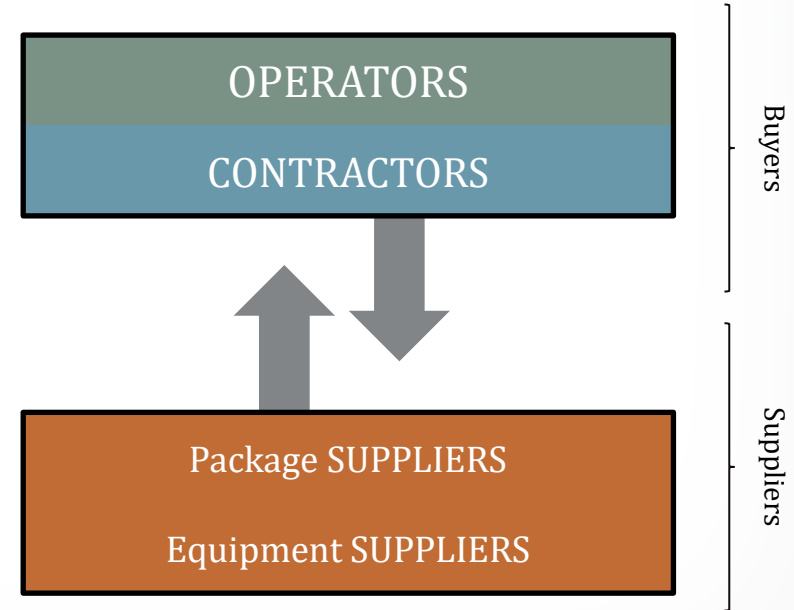 OPERATORS
CONTRACTORS
Buyers
Package SUPPLIERS
Equipment SUPPLIERS
Suppliers